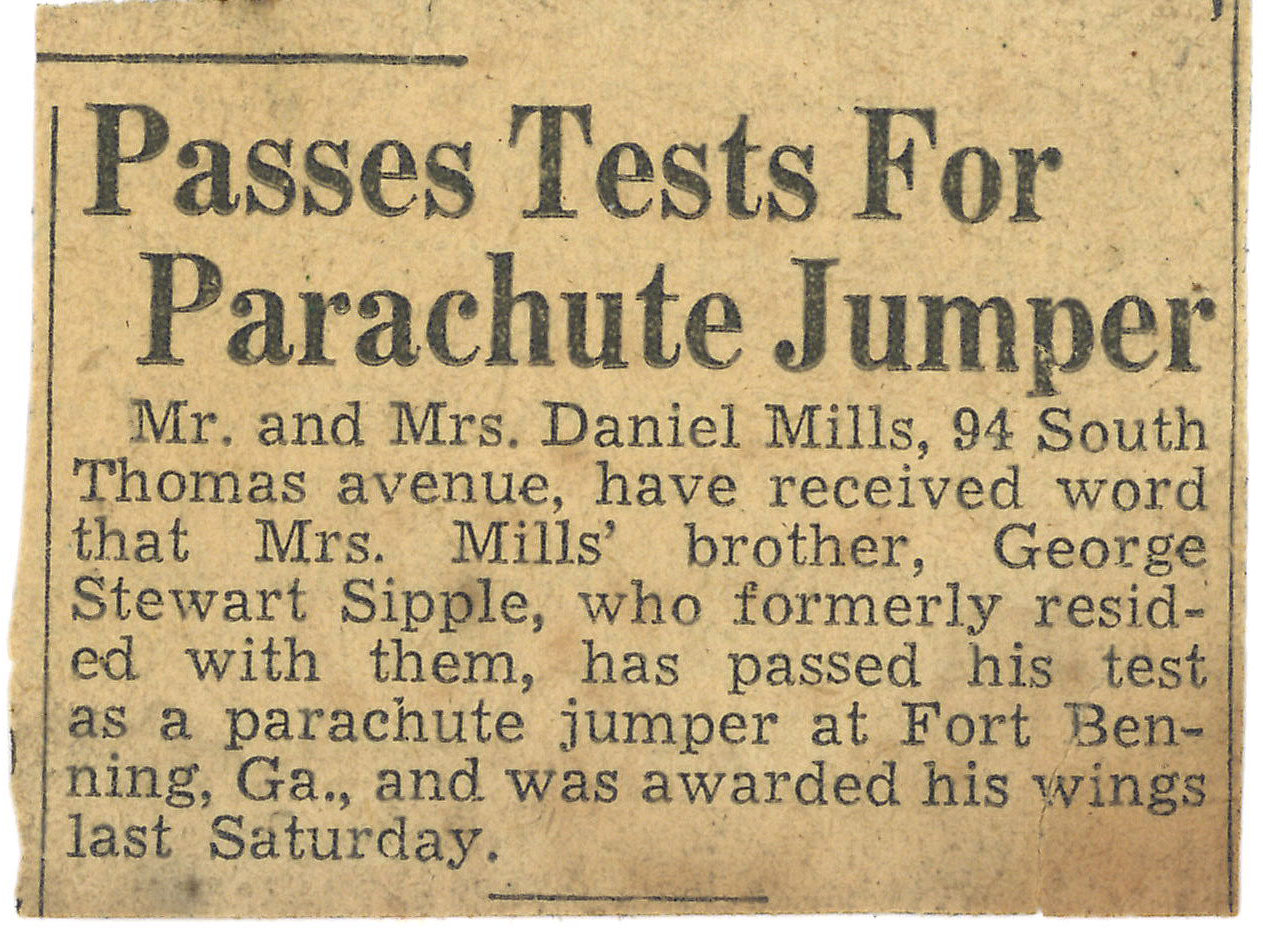 Passes Tests For
Parachute Jumper
Mr. and Mrs. Daniel Mills, 94 South
Thomas avenue, have received word
that Mrs. Mills’ brother, George
Stewart Sipple, who formerly resid-
ed with them, has passed his test
as a parachute jumper at Fort Ben-
ning, Ga., and was awarded his wings
last Saturday.